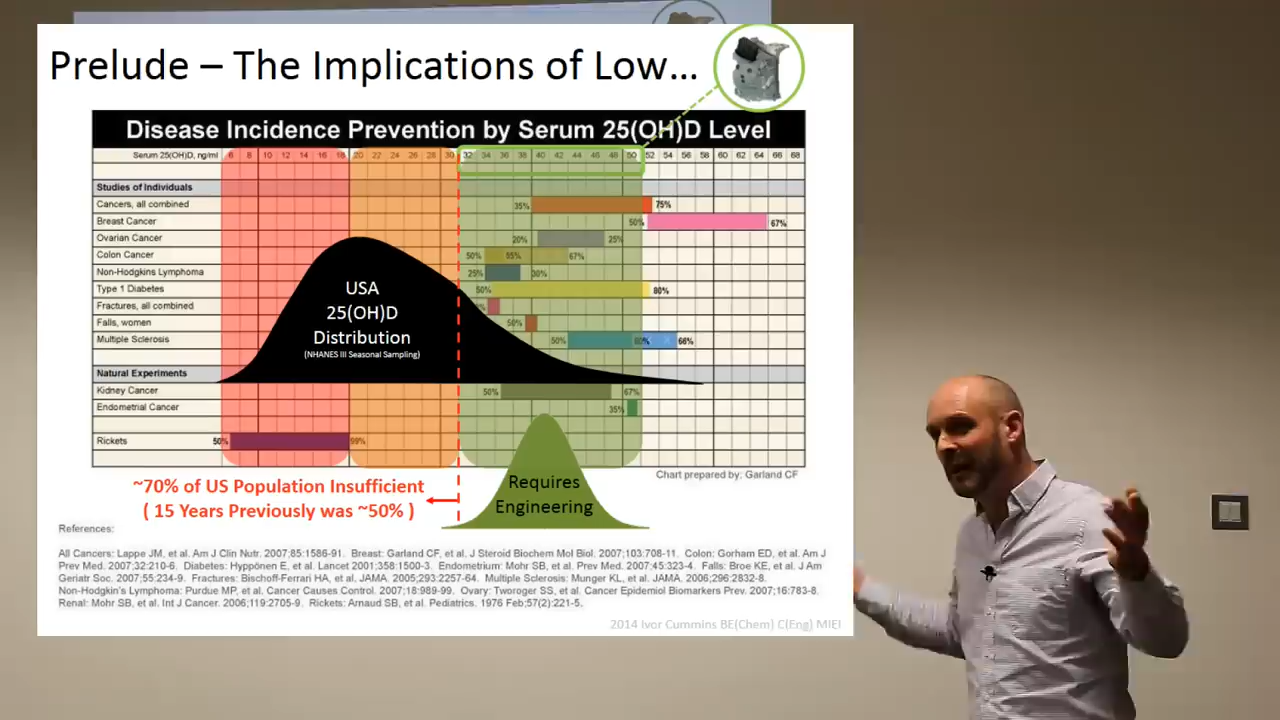 Prelude – The Implications of Low...
Disease Incidence Prevention by Serum 25(OH)D Level
Serum 25(OH)D, ng/ml 6 8 10 12 14 16 18 20 22 24 26 28 30 32 34 36 38 40 42 44 46 48 50 52 54 56 58 60 62 64 66 68
Studies of Individuals
Cancers, all combined 35% 75%
Breast Cancer 50% 67%
Ovarian Cancer 20% 25%
Colon Cancer 50% 67%
Non-Hodgkins Lymphoma 25% 30%
Type 1 Diabetes 50% 80%
Fractures, all combined
Falls, women 50%
Multiple Sclerosis 50% 66%
USA
25(OH)D
Distribution
(NHANES III Seasonal Sampling)
Natural Experiments
Kidney Cancer 50% 67%
Endometrial Cancer 35%
Rickets 50% 99%
Chart prepared by: Garland CF
~70% of US Population Insufficient
( 15 Years Previously was ~50% )
Requires
Engineering
References:
All Cancers: Lappe JM, et al. Am J Clin Nutr. 2007;85:1586-91. Breast: Garland CF, et al. J Steroid Biochem Mol Biol. 2007;103:708-11. Colon: Gorham ED, et al. Am J
Prev Med. 2007;32:210-6. Diabetes: Hyppönen E, et al. Lancet 2001;358:1500-3. Endometrium: Mohr SB, et al. Prev Med. 2007;45:323-4. Falls: Broe KE, et al. J Am
Geriatr Soc. 2007;55:234-9. Fractures: Bischoff-Ferrari HA, et al, JAMA. 2005;293:2257-64. Multiple Sclerosis: Munger KL, et al. JAMA. 2006;296:2832-8.
Non-Hodgkin's Lymphoma: Purdue MP, et al. Cancer Causes Control. 2007;18:989-99. Ovary: Tworoger SS, et al. Cancer Epidemiol Biomarkers Prev. 2007;16:783-8.
Renal: Mohr SB, et al. Int J Cancer. 2006;119:2705-9. Rickets: Arnaud SB, et al. Pediatrics. 1976 Feb;57(2):221-5.
2014 Ivor Cummins BE(Chem) C(Eng) MIEI